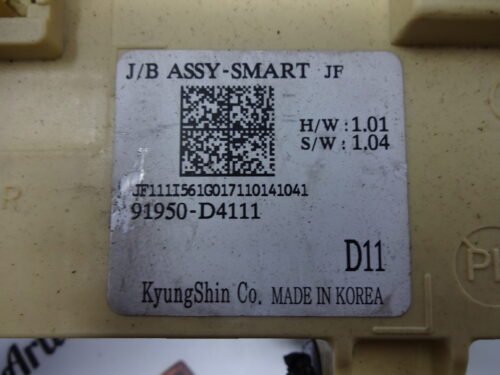 J/B ASSY-SMART JF
H/W : 1.01
S/W : 1.04
JF111I561G017110141041
91950-D4111
D11
KyungShin Co. MADE IN KOREA